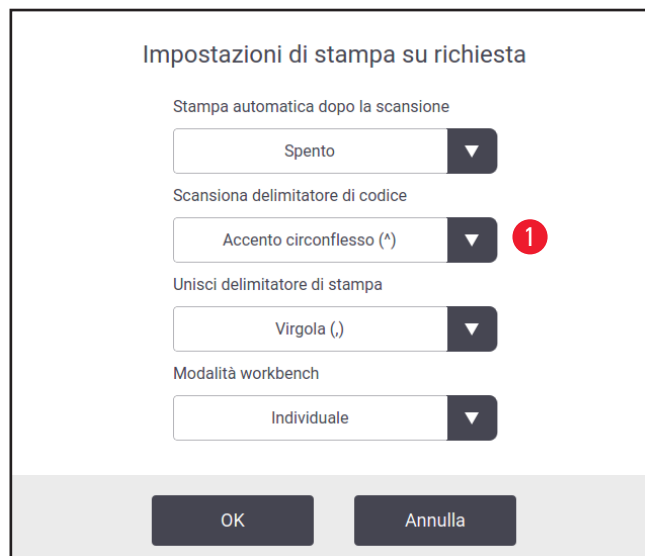 Impostazioni di stampa su richiesta
Stampa automatica dopo la scansione
Spento
Scansiona delimitatore di codice
Accento circonflesso (^)
1
Unisci delimitatore di stampa
Virgola (,)
Modalità workbench
Individuale
OK
Annulla